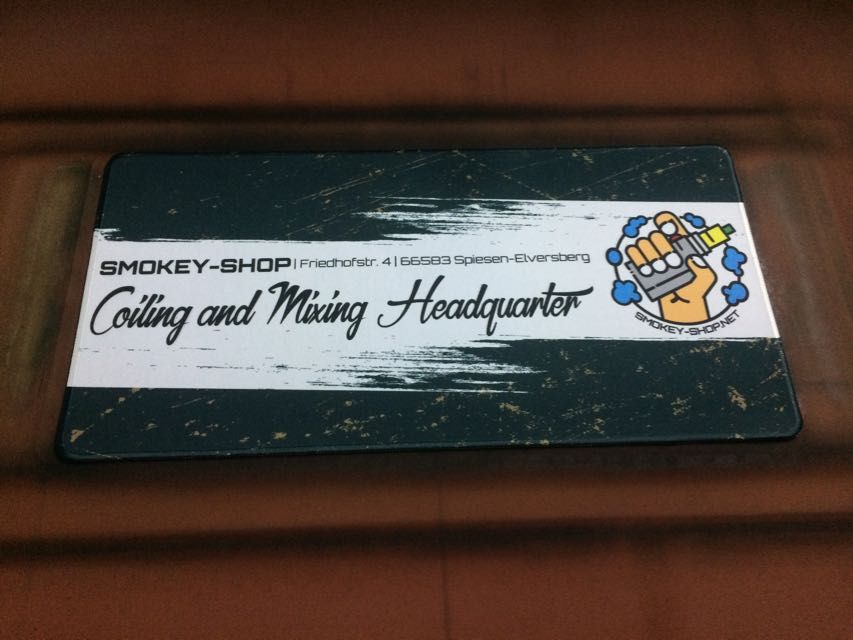 SMOKEY-SHOP | Friedhofstr. 4 | 66583 Spiesen-Elversberg
Coiling and Mixing Headquarter
SMOKEY-SHOP.NET